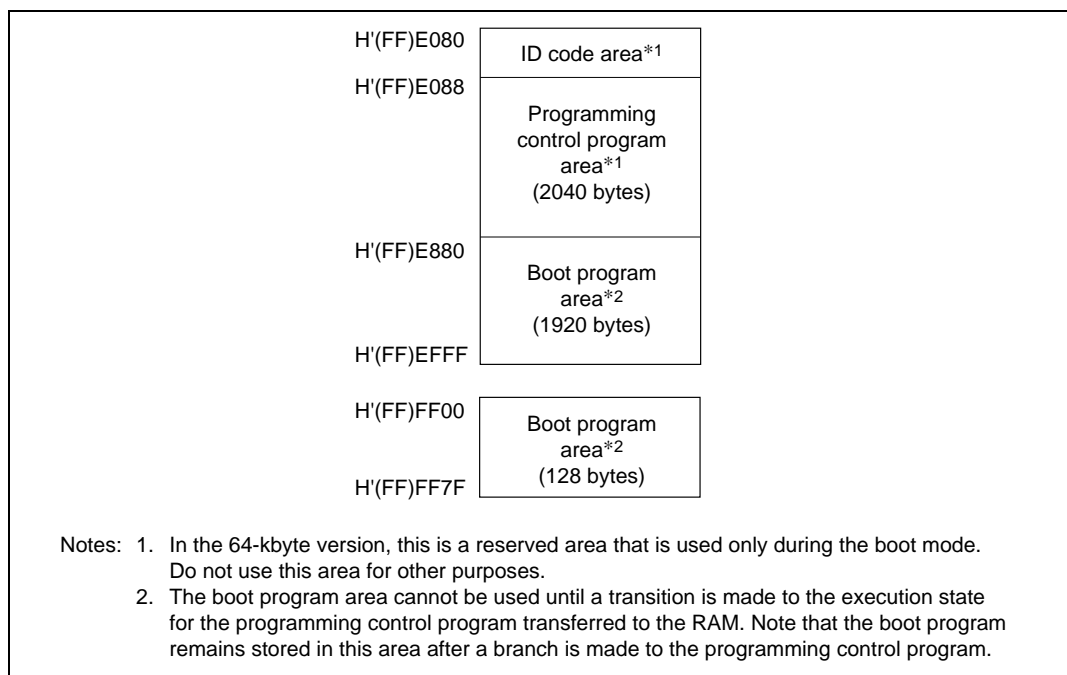 H'(FF)E080
ID code area*1
H'(FF)E088
Programming
control program
area*1
(2040 bytes)
H'(FF)E880
Boot program
area*2
(1920 bytes)
H'(FF)EFFF
H'(FF)FF00
Boot program
area*2
(128 bytes)
H'(FF)FF7F
Notes: 1. In the 64-kbyte version, this is a reserved area that is used only during the boot mode.
Do not use this area for other purposes.
2. The boot program area cannot be used until a transition is made to the execution state
for the programming control program transferred to the RAM. Note that the boot program
remains stored in this area after a branch is made to the programming control program.